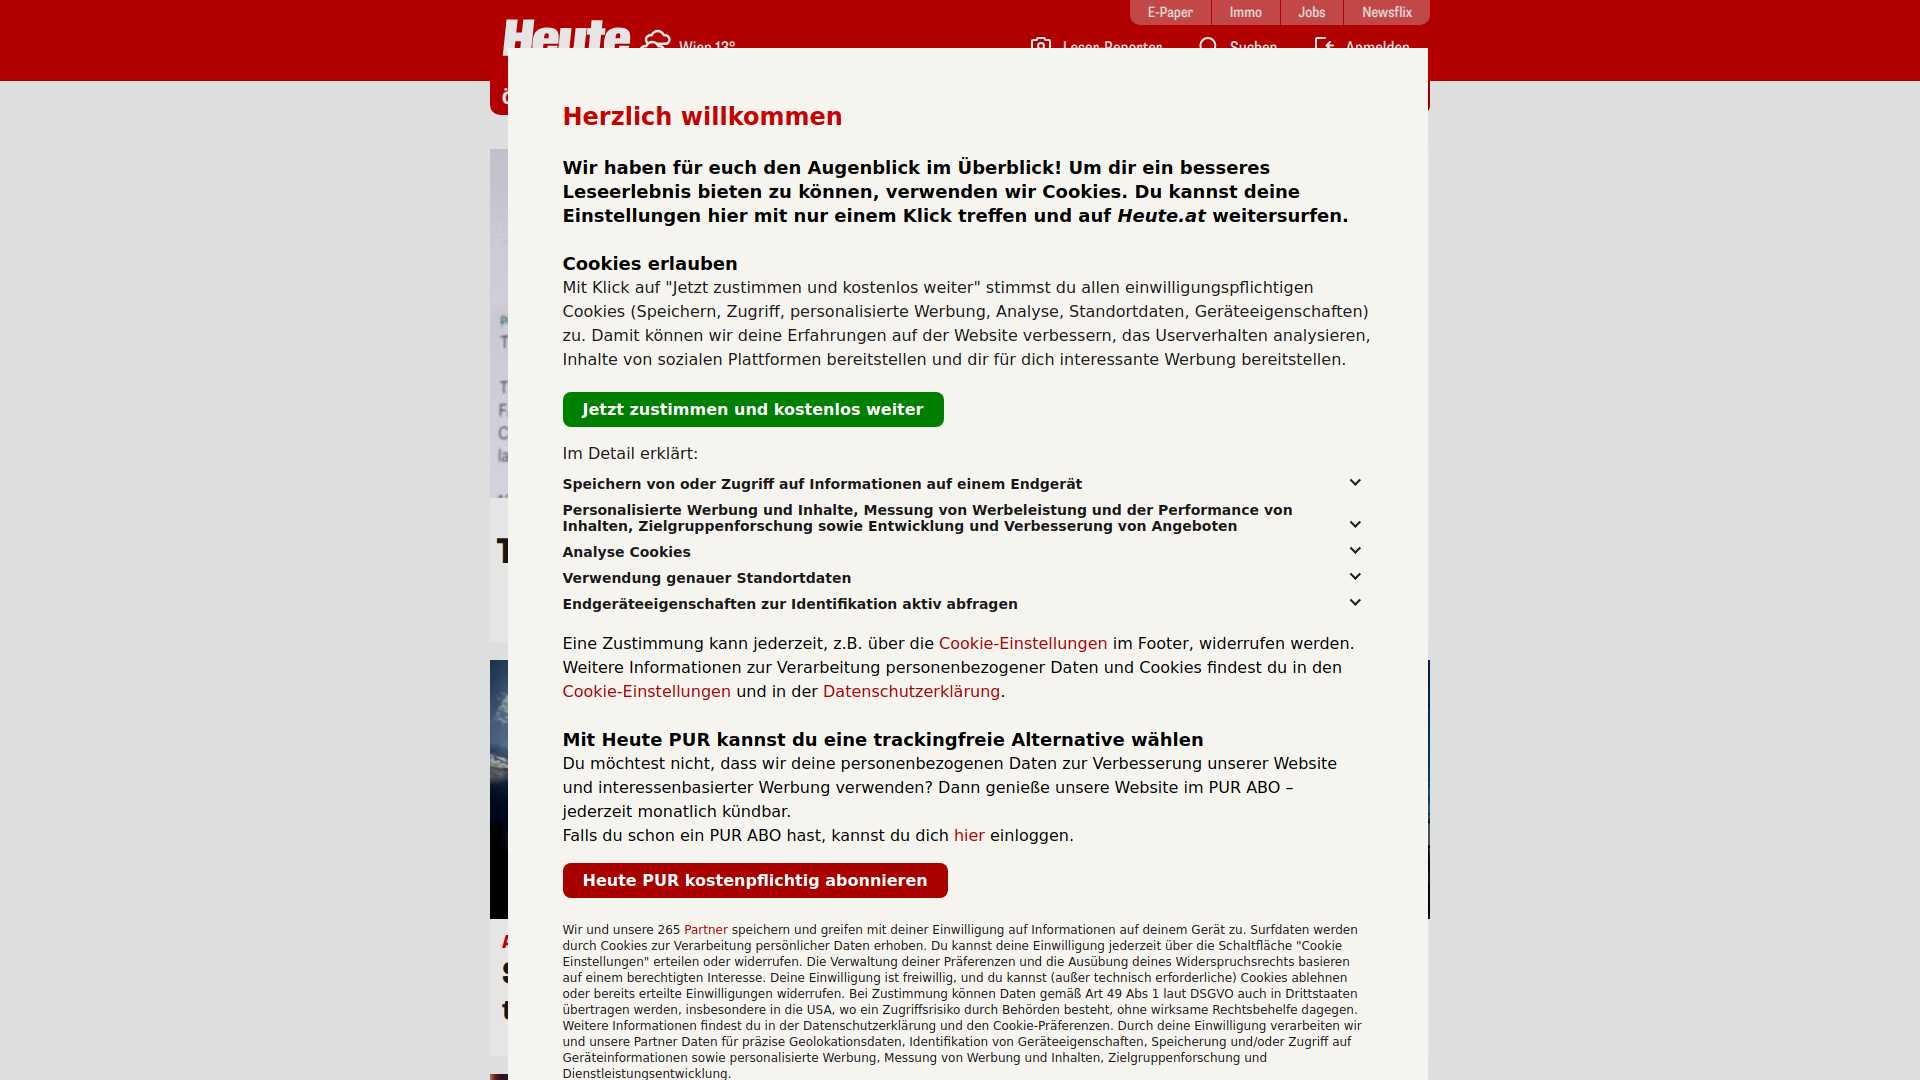 E-Paper
Immo
Jobs
Newsflix
Heute
Wien 13°
Leser-Reporter
Suchen
Anmelden
Herzlich willkommen
Wir haben für euch den Augenblick im Überblick! Um dir ein besseres
Leseerlebnis bieten zu können, verwenden wir Cookies. Du kannst deine
Einstellungen hier mit nur einem Klick treffen und auf Heute.at weitersurfen.
Cookies erlauben
Mit Klick auf "Jetzt zustimmen und kostenlos weiter" stimmst du allen einwilligungspflichtigen
Cookies (Speichern, Zugriff, personalisierte Werbung, Analyse, Standortdaten, Geräteeigenschaften)
zu. Damit können wir deine Erfahrungen auf der Website verbessern, das Userverhalten analysieren,
Inhalte von sozialen Plattformen bereitstellen und dir für dich interessante Werbung bereitstellen.
Jetzt zustimmen und kostenlos weiter
Im Detail erklärt:
Speichern von oder Zugriff auf Informationen auf einem Endgerät
Personalisierte Werbung und Inhalte, Messung von Werbeleistung und der Performance von
Inhalten, Zielgruppenforschung sowie Entwicklung und Verbesserung von Angeboten
Analyse Cookies
Verwendung genauer Standortdaten
Endgeräteeigenschaften zur Identifikation aktiv abfragen
Eine Zustimmung kann jederzeit, z.B. über die Cookie-Einstellungen im Footer, widerrufen werden.
Weitere Informationen zur Verarbeitung personenbezogener Daten und Cookies findest du in den
Cookie-Einstellungen und in der Datenschutzerklärung.
Mit Heute PUR kannst du eine trackingfreie Alternative wählen
Du möchtest nicht, dass wir deine personenbezogenen Daten zur Verbesserung unserer Website
und interessenbasierter Werbung verwenden? Dann genieße unsere Website im PUR ABO –
jederzeit monatlich kündbar.
Falls du schon ein PUR ABO hast, kannst du dich hier einloggen.
Heute PUR kostenpflichtig abonnieren
Wir und unsere 265 Partner speichern und greifen mit deiner Einwilligung auf Informationen auf deinem Gerät zu. Surfdaten werden
durch Cookies zur Verarbeitung persönlicher Daten erhoben. Du kannst deine Einwilligung jederzeit über die Schaltfläche "Cookie
Einstellungen" erteilen oder widerrufen. Die Verwaltung deiner Präferenzen und die Ausübung deines Widerspruchsrechts basieren
auf einem berechtigten Interesse. Deine Einwilligung ist freiwillig, und du kannst (außer technisch erforderliche) Cookies ablehnen
oder bereits erteilte Einwilligungen widerrufen. Bei Zustimmung können Daten gemäß Art 49 Abs 1 laut DSGVO auch in Drittstaaten
übertragen werden, insbesondere in die USA, wo ein Zugriffsrisiko durch Behörden besteht, ohne wirksame Rechtsbehelfe dagegen.
Weitere Informationen findest du in der Datenschutzerklärung und den Cookie-Präferenzen. Durch deine Einwilligung verarbeiten wir
und unsere Partner Daten für präzise Geolokationsdaten, Identifikation von Geräteeigenschaften, Speicherung und/oder Zugriff auf
Geräteinformationen sowie personalisierte Werbung, Messung von Werbung und Inhalten, Zielgruppenforschung und
Dienstleistungsentwicklung.